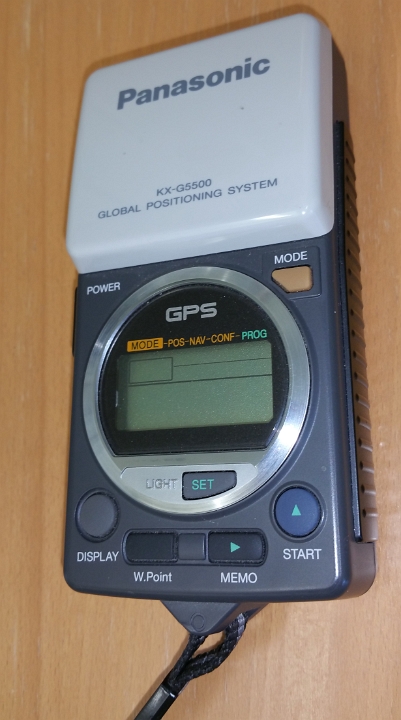 Panasonic
KX-G5500
GLOBAL POSITIONING SYSTEM
MODE
POWER
GPS
MODE-POS-NAV-CONF-PROG
LIGHT SET
DISPLAY
START
W.Point
MEMO